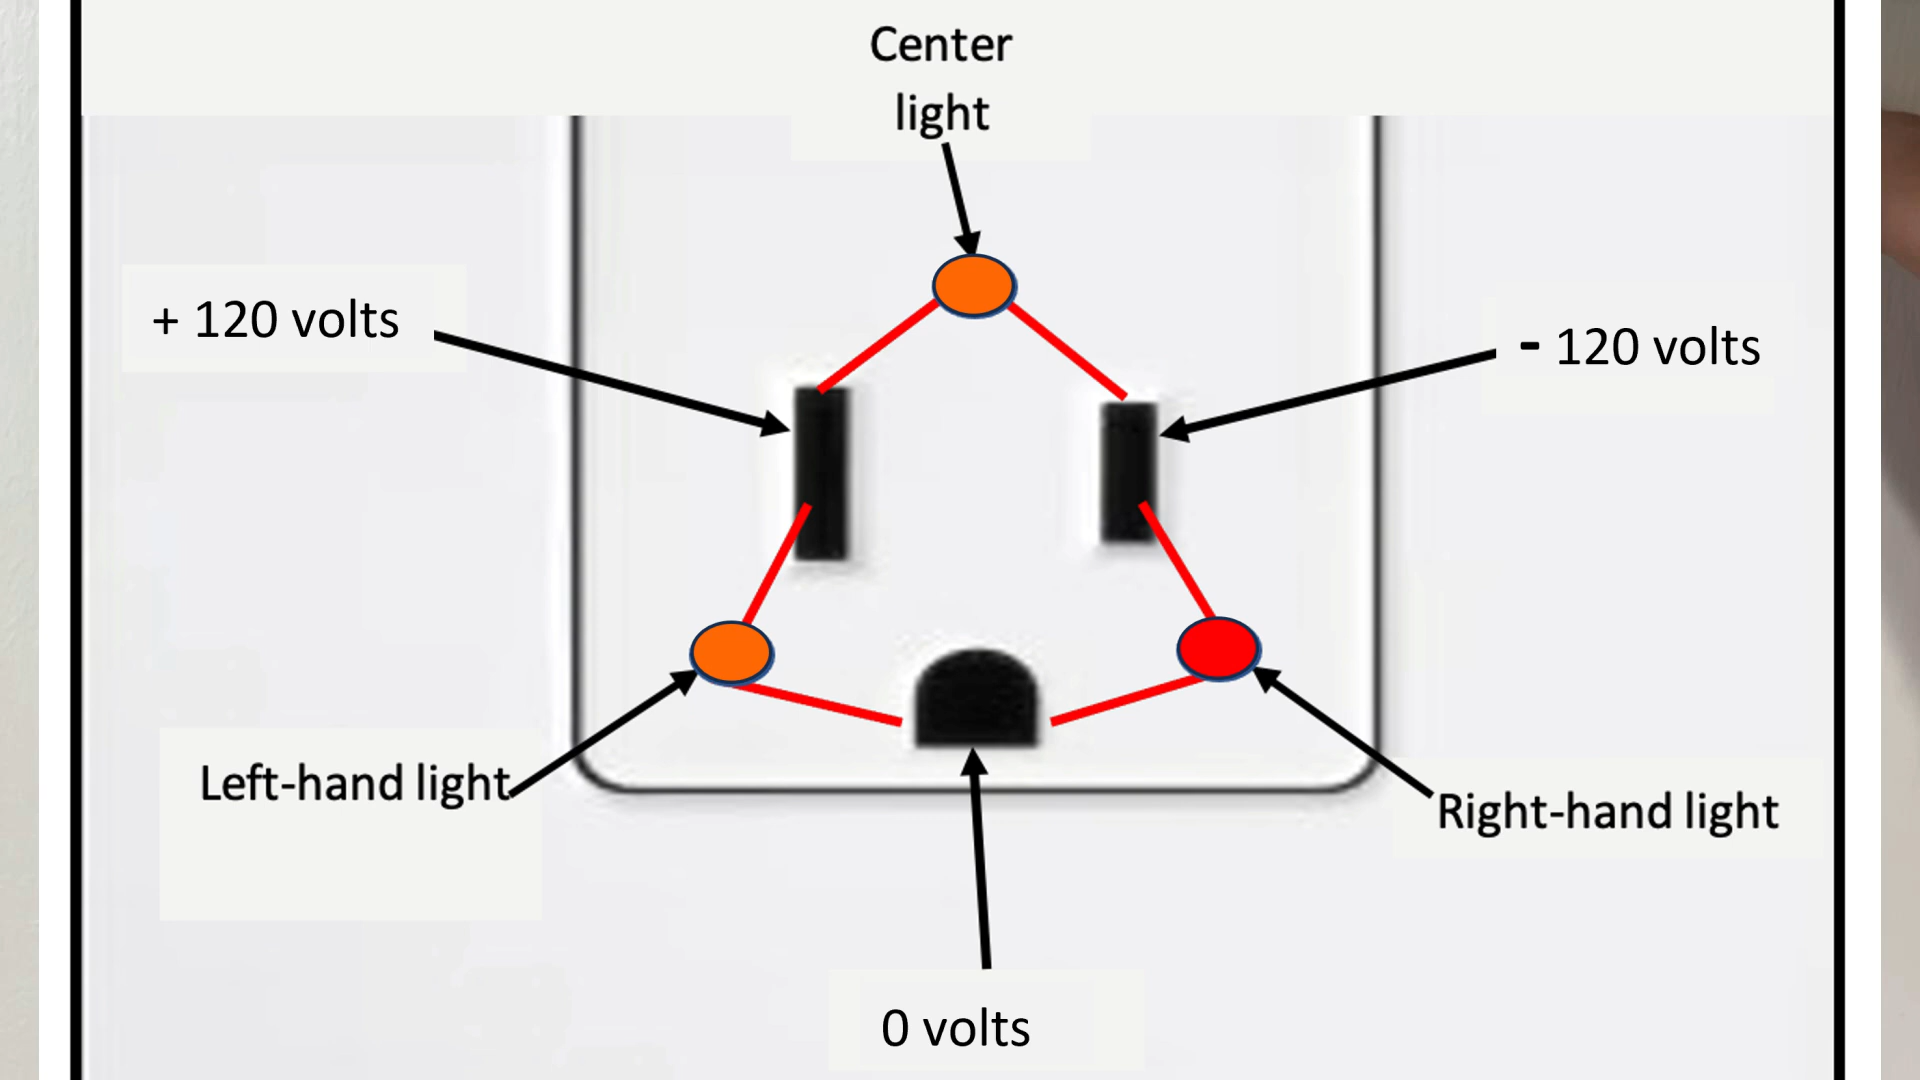 Center
light
+ 120 volts
- 120 volts
Left-hand light
Right-hand light
0 volts